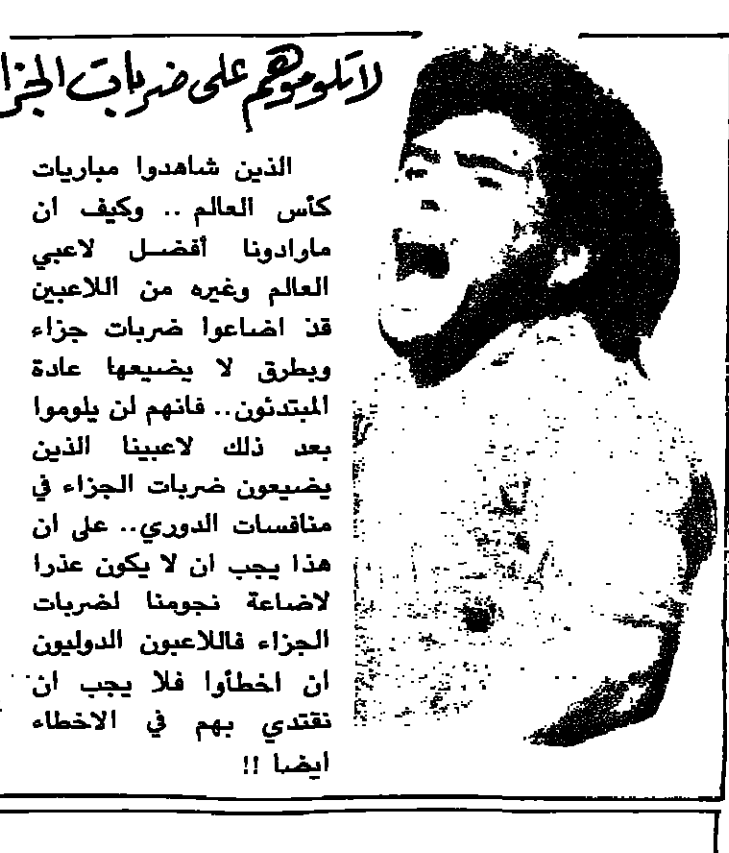 لا تلوموهم على ضربات الجزا
الذين شاهدوا مباريات
كأس العالم .. وكيف ان
مارادونا أفضل لاعبي
العالم وغيره من اللاعبين
قد اضاعوا ضربات جزاء
وبطرق لا يضيعها عادة
المبتدئون.. فانهم لن يلوموا
بعد ذلك لاعبينا الذين
يضيعون ضربات الجزاء في
منافسات الدوري.. على ان
هذا يجب ان لا يكون عذرا
لاضاعة نجومنا لضربات
الجزاء فاللاعبون الدوليون
ان اخطأوا فلا يجب ان
نقتدي بهم في الاخطاء
ايضا !!